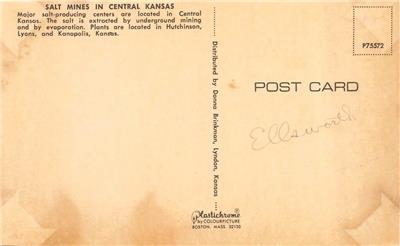 SALT MINES IN CENTRAL KANSAS
Major salt-producing centers are located in Central
Kansas. The salt is extracted by underground mining
and by evaporation. Plants are located in Hutchinson,
Lyons, and Kanopolis, Kansas.
Distributed by Donna Brinkman, Lyndon, Kansas
P75572
POST CARD
Ellsworth
Plastichrome
by COLOURPICTURE
BOSTON, MASS. 02130